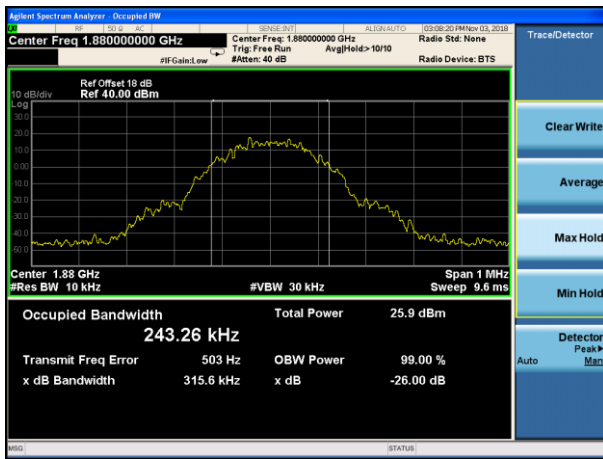 Agilent Spectrum Analyzer - Occupied BW
RF 50 Ω AC SENSE:INT ALIGN AUTO 03:08:20 PM Nov 03, 2018
Center Freq 1.880000000 GHz
Center Freq: 1.880000000 GHz
Radio Std: None
Trig: Free Run Avg|Hold:> 10/10
#IFGain:Low #Atten: 40 dB Radio Device: BTS
Ref Offset 18 dB
10 dB/div Ref 40.00 dBm
Log
30.0
20.0
10.0
0.00
-10.0
-20.0
-30.0
-40.0
-50.0
Center 1.88 GHz Span 1 MHz
#Res BW 10 kHz #VBW 30 kHz Sweep 9.6 ms
Occupied Bandwidth Total Power 25.9 dBm
243.26 kHz
Transmit Freq Error 503 Hz OBW Power 99.00 %
x dB Bandwidth 315.6 kHz x dB -26.00 dB
MSG STATUS
Trace/Detector
Clear Write
Average
Max Hold
Min Hold
Detector
Peak▶
Auto Man